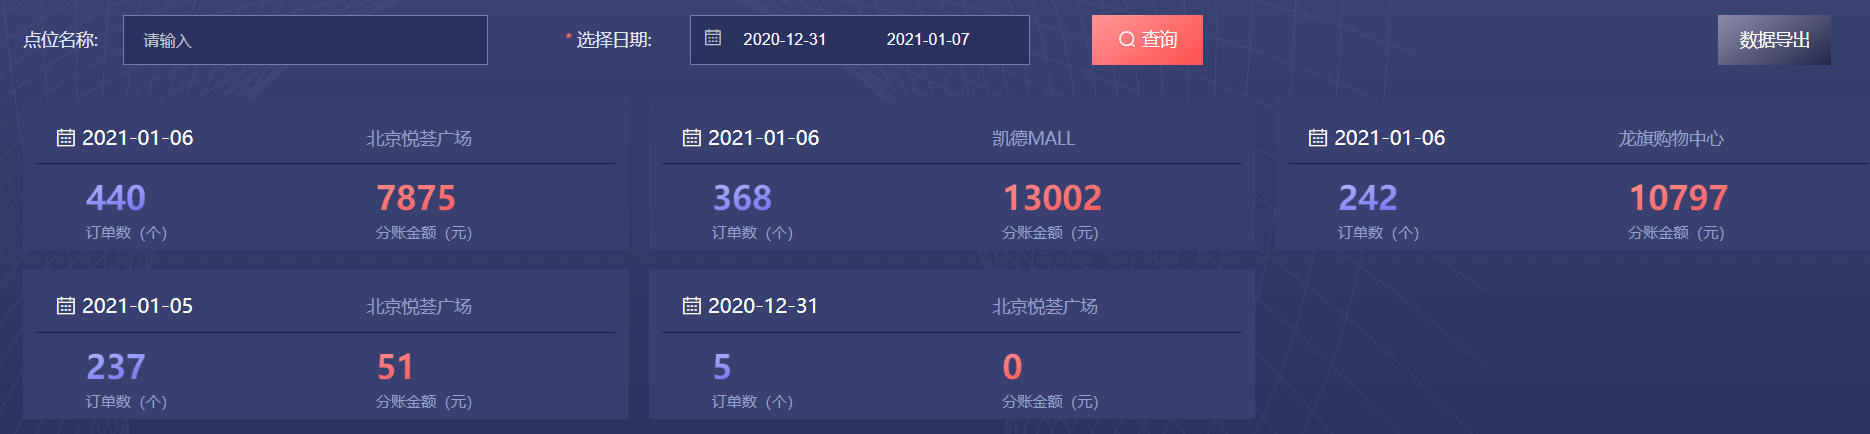 点位名称: 请输入 * 选择日期: 2020-12-31 2021-01-07 查询 数据导出
2021-01-06 北京悦荟广场
440 7875
订单数（个） 分账金额（元）
2021-01-06 凯德MALL
368 13002
订单数（个） 分账金额（元）
2021-01-06 龙旗购物中心
242 10797
订单数（个） 分账金额（元）
2021-01-05 北京悦荟广场
237 51
订单数（个） 分账金额（元）
2020-12-31 北京悦荟广场
5 0
订单数（个） 分账金额（元）